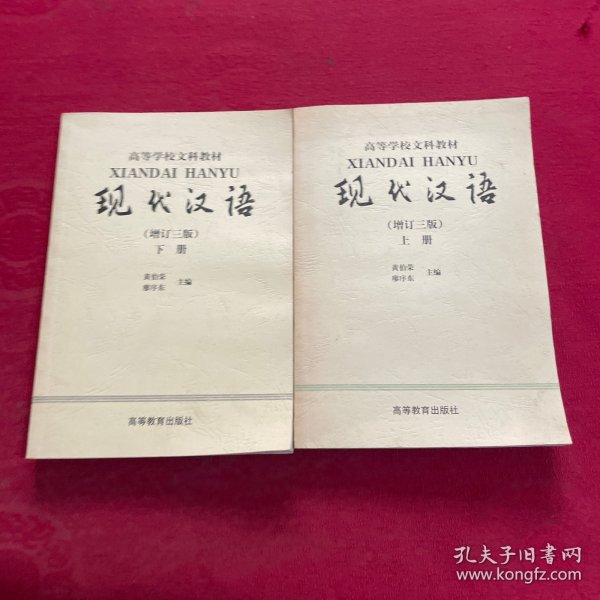 高等学校文科教材
XIANDAI HANYU
现代汉语
(增订三版)
下 册
黄伯荣
廖序东
主编
高等教育出版社
高等学校文科教材
XIANDAI HANYU
现代汉语
(增订三版)
上 册
黄伯荣
廖序东
主编
高等教育出版社
孔夫子旧书网
www.kongfz.com